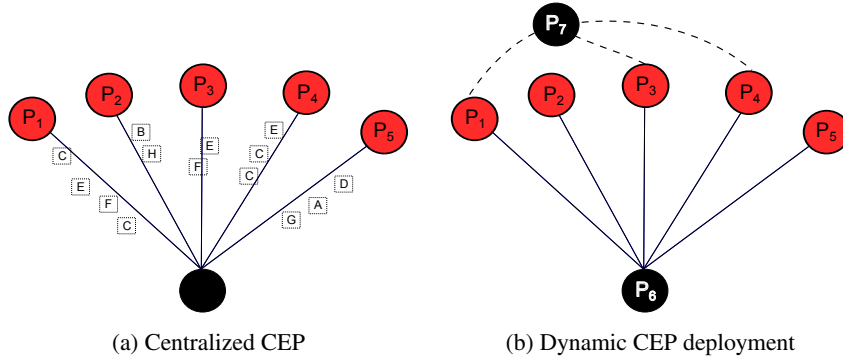 P1
P2
P3
P4
P5
C
E
F
C
B
H
E
F
E
C
C
D
A
G
(a) Centralized CEP
P7
P1
P2
P3
P4
P5
P6
(b) Dynamic CEP deployment